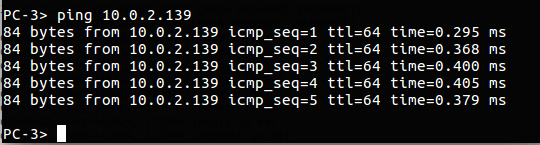 PC-3> ping 10.0.2.139
84 bytes from 10.0.2.139 icmp_seq=1 ttl=64 time=0.295 ms
84 bytes from 10.0.2.139 icmp_seq=2 ttl=64 time=0.368 ms
84 bytes from 10.0.2.139 icmp_seq=3 ttl=64 time=0.400 ms
84 bytes from 10.0.2.139 icmp_seq=4 ttl=64 time=0.405 ms
84 bytes from 10.0.2.139 icmp_seq=5 ttl=64 time=0.379 ms
PC-3>